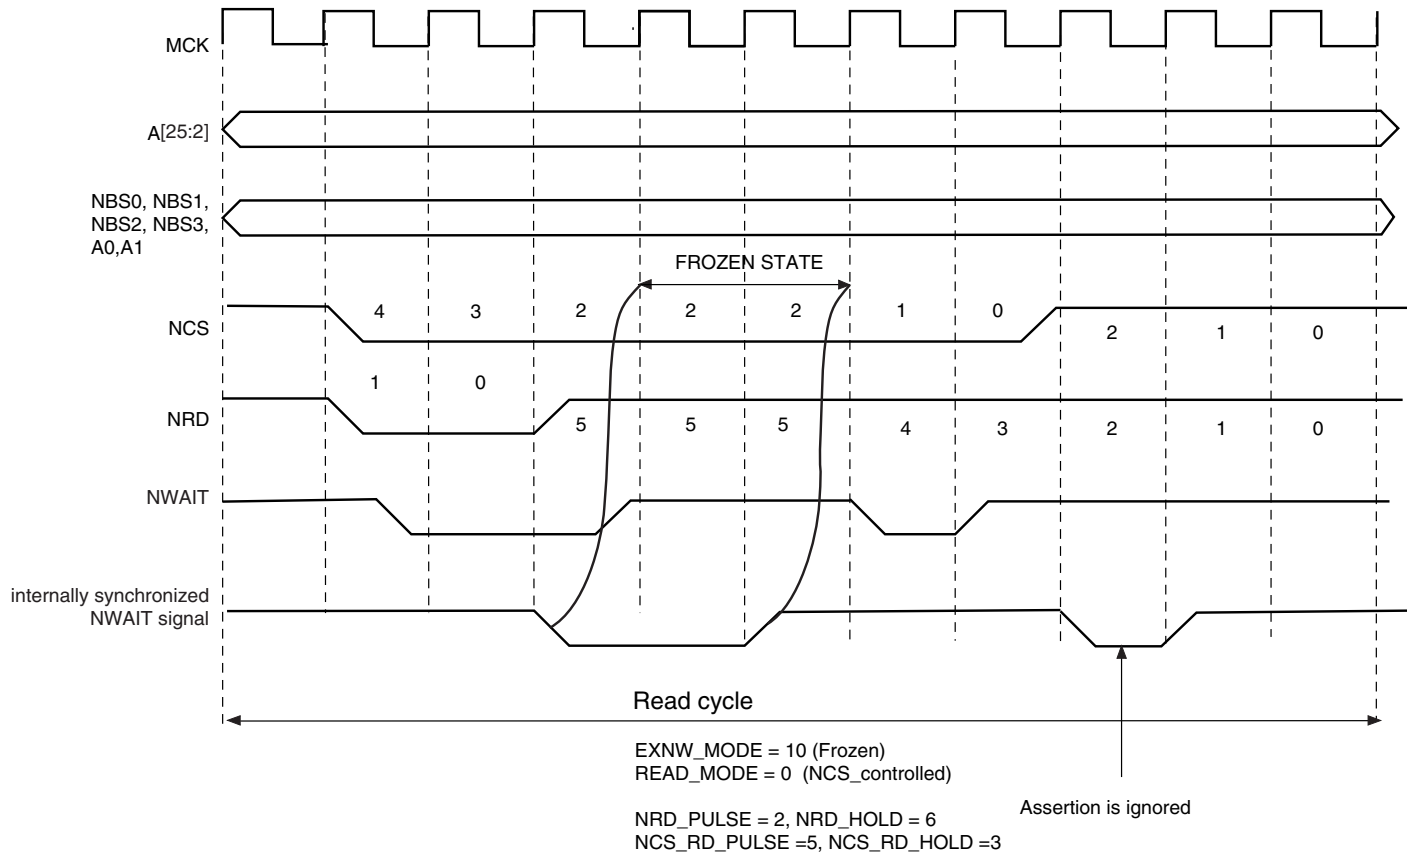 MCK
A[25:2]
NBS0, NBS1,
NBS2, NBS3,
A0,A1
FROZEN STATE
NCS
4 3 2 2 2 1 0
2 1 0
1 0
NRD
5 5 5 4 3 2 1 0
NWAIT
internally synchronized
NWAIT signal
Read cycle
EXNW_MODE = 10 (Frozen)
READ_MODE = 0 (NCS_controlled)
Assertion is ignored
NRD_PULSE = 2, NRD_HOLD = 6
NCS_RD_PULSE =5, NCS_RD_HOLD =3